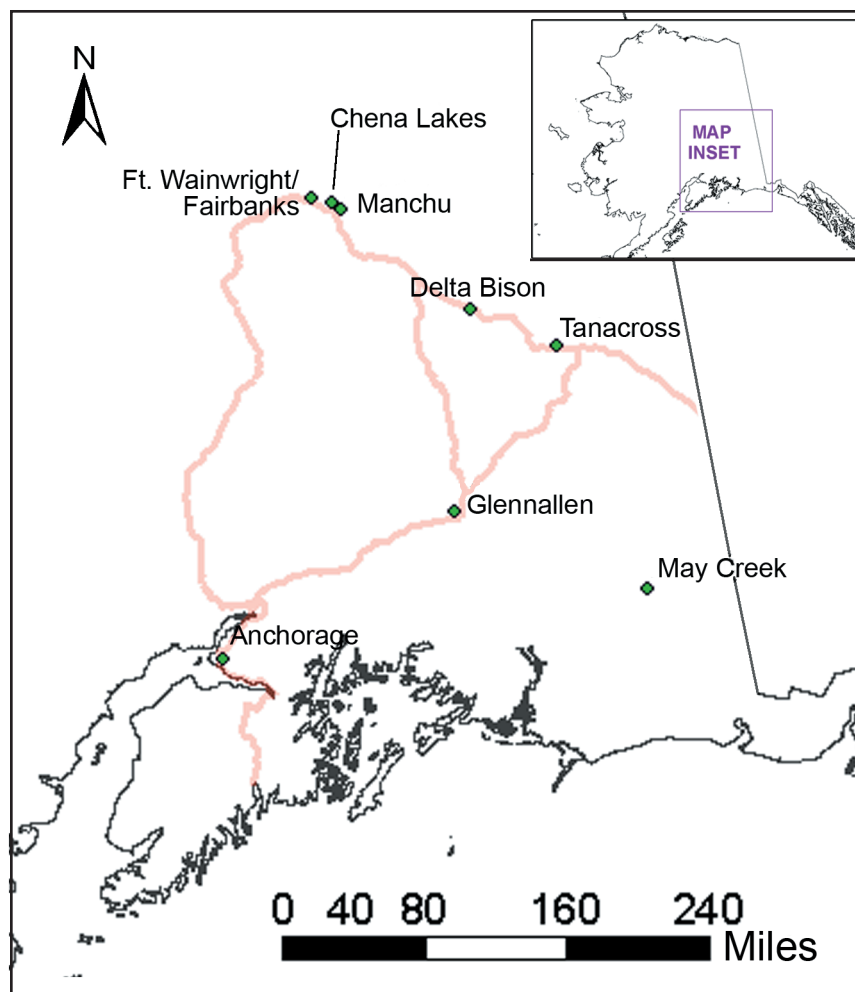 N
MAP
INSET
Chena Lakes
Ft. Wainwright/
Fairbanks
Manchu
Delta Bison
Tanacross
Glennallen
May Creek
Anchorage
0 40 80 160 240
Miles